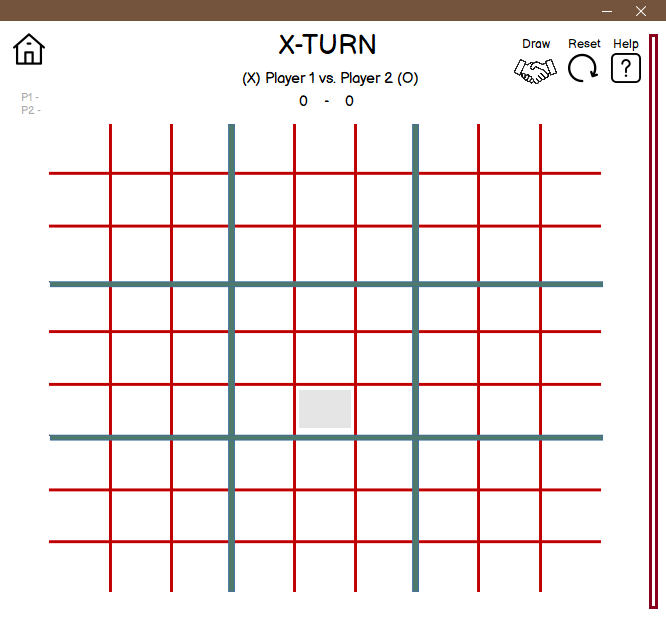 X-TURN
Draw Reset Help
(X) Player 1 vs. Player 2 (O)
?
0 - 0
P1 -
P2 -